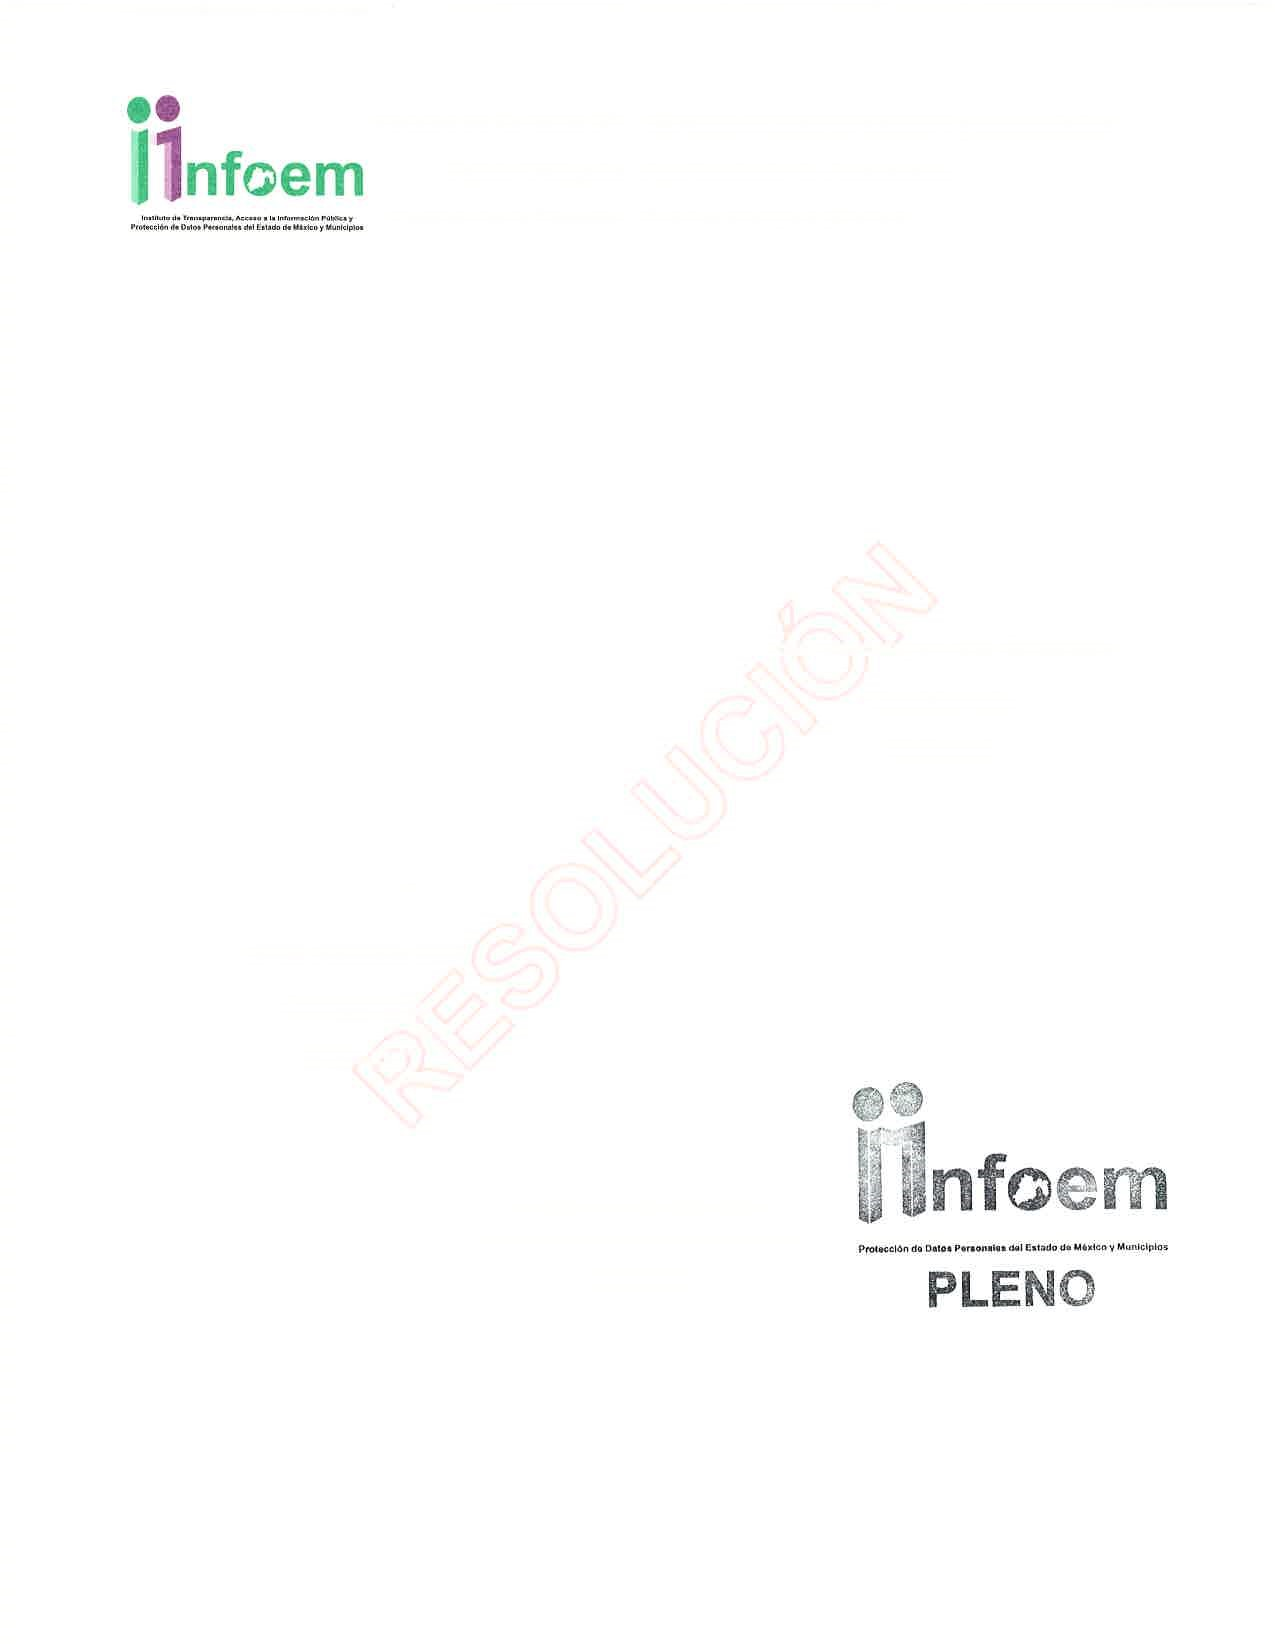 infoem
Instituto de Transparencia, Acceso a la Información Pública y
Protección de Datos Personales del Estado de México y Municipios
RESOLUCIÓN
infoem
Protección de Datos Personales del Estado de México y Municipios
PLENO